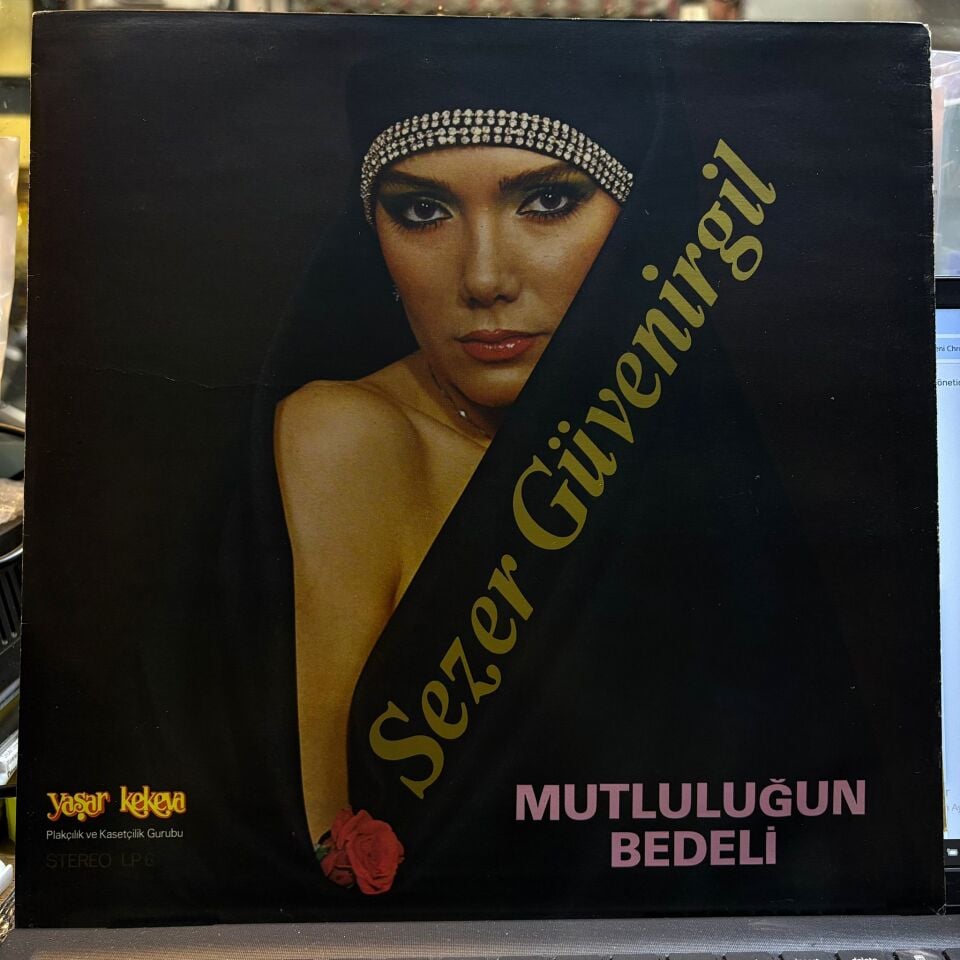 Sezer Güvenirgil
MUTLULUĞUN
BEDELİ
yaşar kekeva
Plakçılık ve Kasetçilik Gurubu
STEREO LP 6